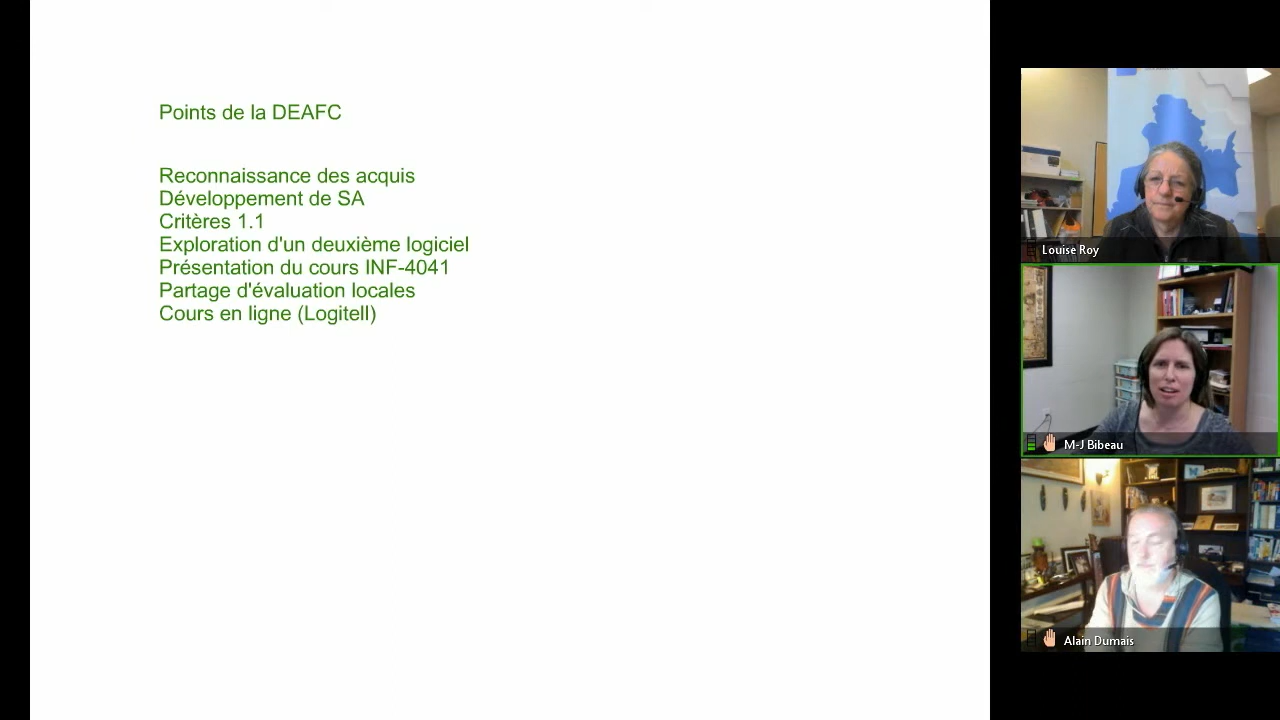 Points de la DEAFC
Reconnaissance des acquis
Développement de SA
Critères 1.1
Exploration d'un deuxième logiciel
Présentation du cours INF-4041
Partage d'évaluation locales
Cours en ligne (Logitell)
Louise Roy
M-J Bibeau
Alain Dumais